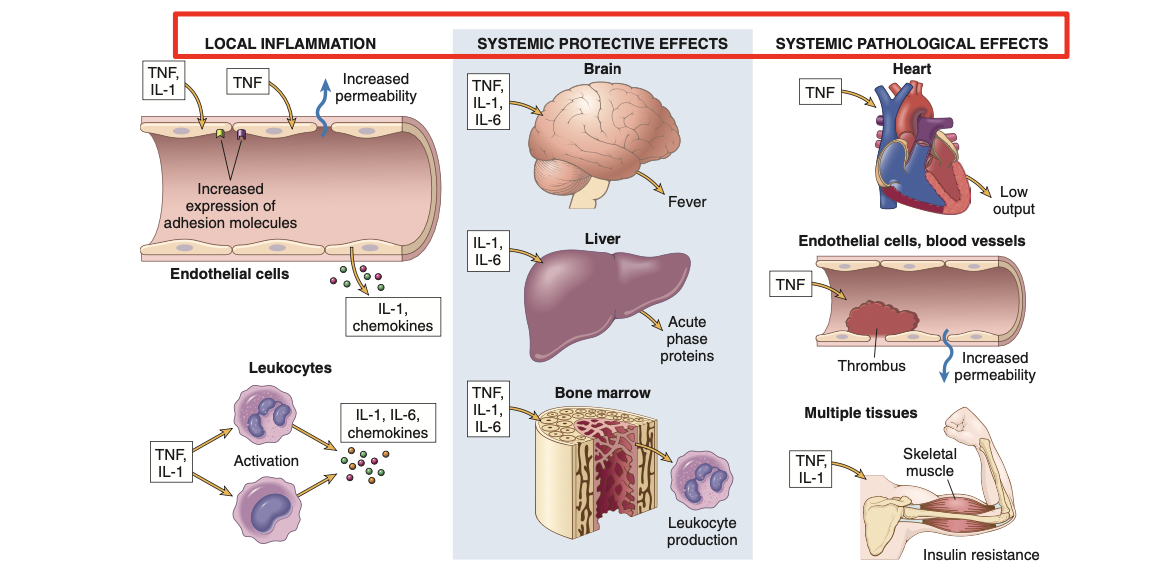 LOCAL INFLAMMATION
TNF,
IL-1
TNF
Increased
permeability
Increased
expression of
adhesion molecules
Endothelial cells
IL-1,
chemokines
Leukocytes
TNF,
IL-1
Activation
IL-1, IL-6,
chemokines
SYSTEMIC PROTECTIVE EFFECTS
Brain
TNF,
IL-1,
IL-6
Fever
Liver
IL-1,
IL-6
Acute
phase
proteins
Bone marrow
TNF,
IL-1,
IL-6
Leukocyte
production
SYSTEMIC PATHOLOGICAL EFFECTS
Heart
TNF
Low
output
Endothelial cells, blood vessels
TNF
Thrombus
Increased
permeability
Multiple tissues
TNF,
IL-1
Skeletal
muscle
Insulin resistance